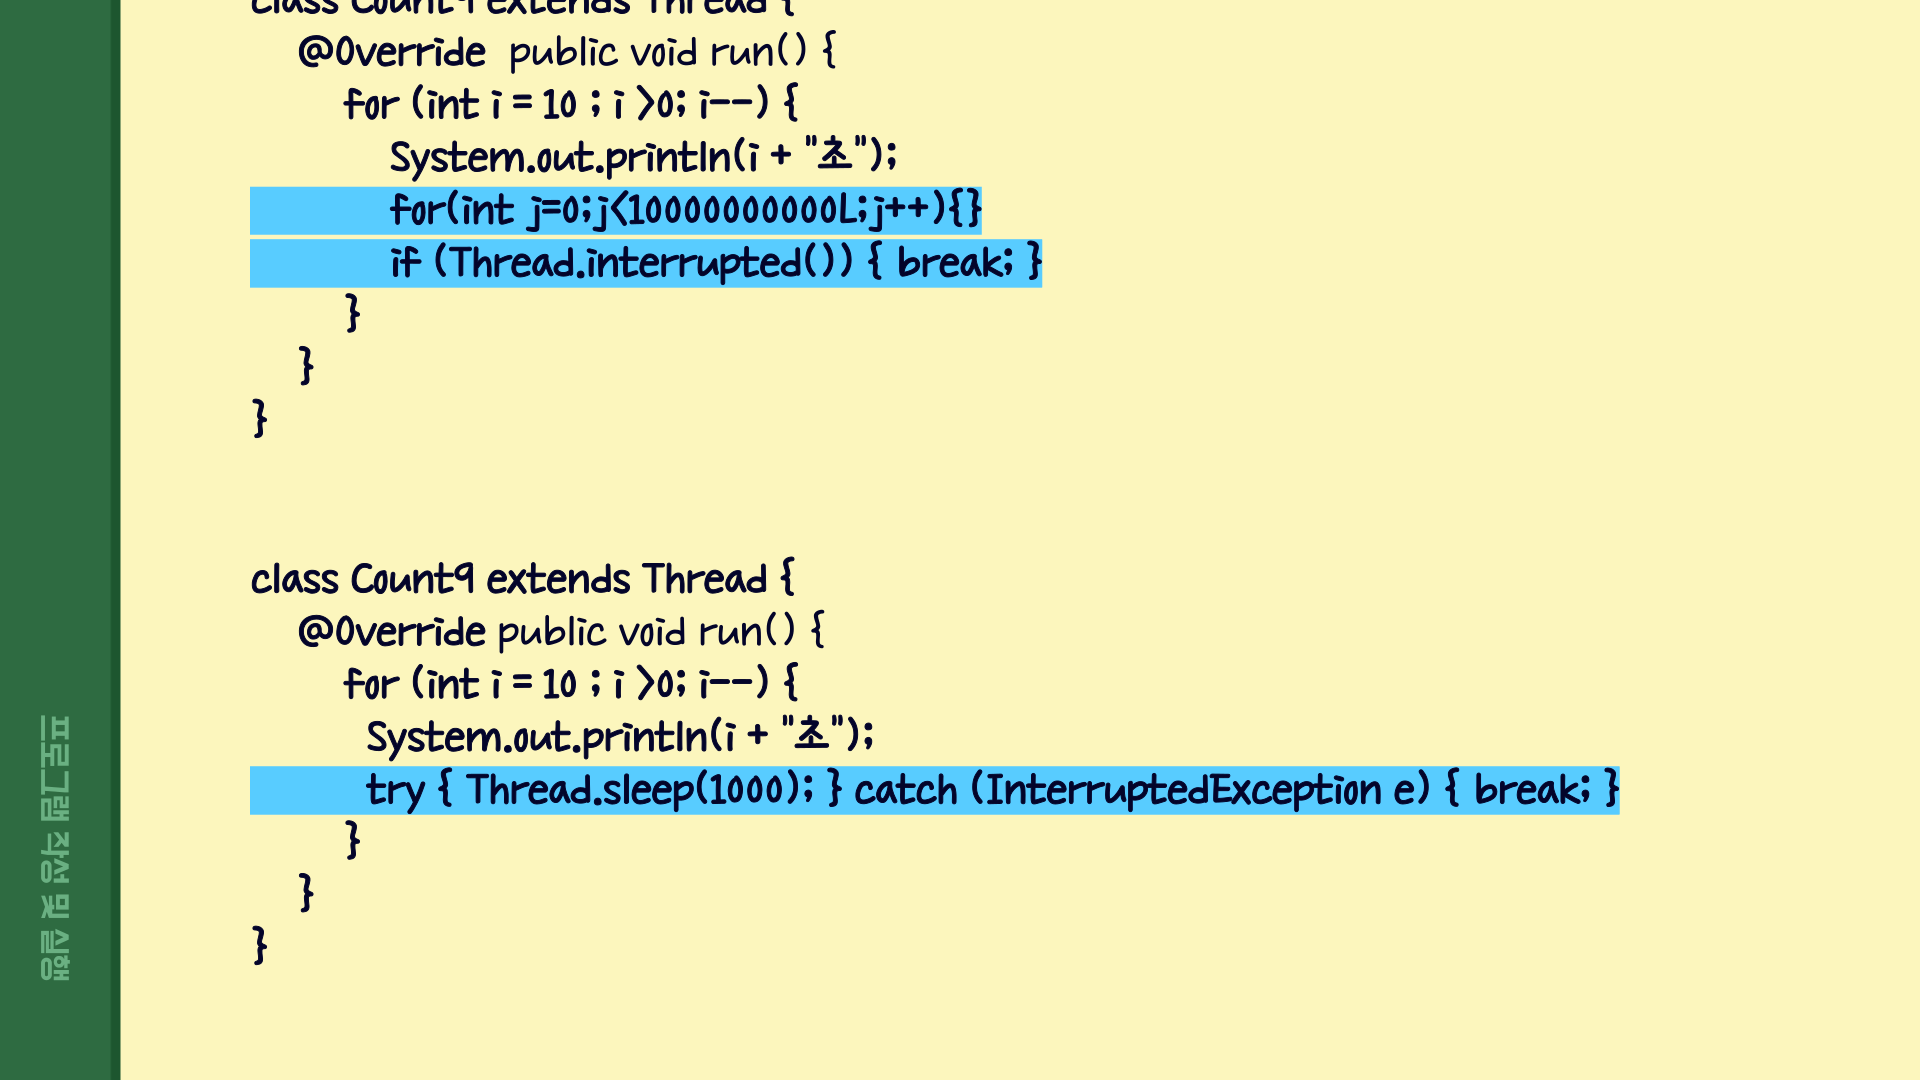 class Count9 extends Thread {
@Override public void run() {
for (int i = 10 ; i >0; i--) {
System.out.println(i + "초");
for(int j=0;j<10000000000L;j++){}
if (Thread.interrupted()) { break; }
}
}
}
class Count9 extends Thread {
@Override public void run() {
for (int i = 10 ; i >0; i--) {
System.out.println(i + "초");
try { Thread.sleep(1000); } catch (InterruptedException e) { break; }
}
}
}
프로그램 작성 및 실행